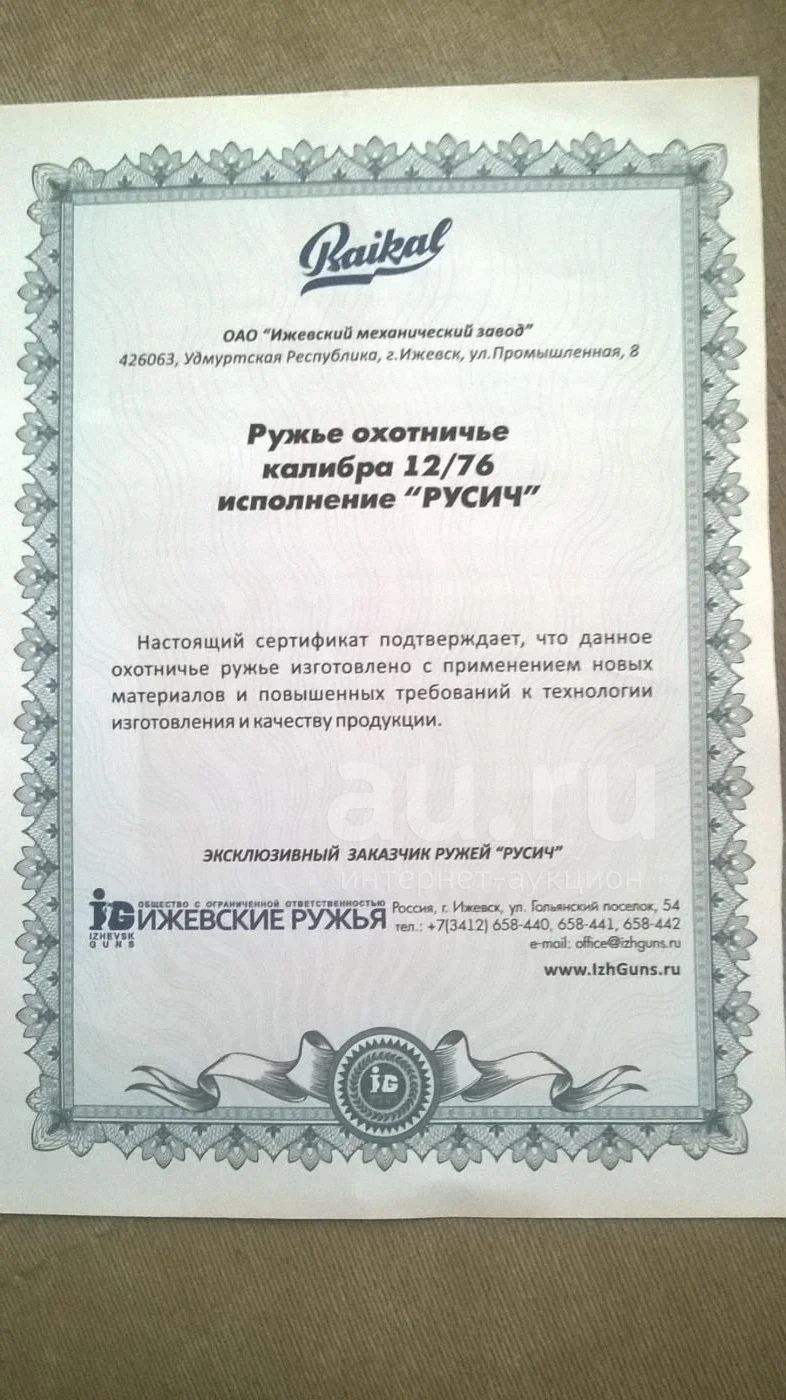 Baikal
ОАО "Ижевский механический завод"
426063, Удмуртская Республика, г.Ижевск, ул.Промышленная, 8
Ружье охотничье
калибра 12/76
исполнение "РУСИЧ"
Настоящий сертификат подтверждает, что данное
охотничье ружье изготовлено с применением новых
материалов и повышенных требований к технологии
изготовления и качеству продукции.
au.ru
интернет-аукцион
ЭКСКЛЮЗИВНЫЙ ЗАКАЗЧИК РУЖЕЙ "РУСИЧ"
iG
IZHEVSK
GUNS
ОБЩЕСТВО С ОГРАНИЧЕННОЙ ОТВЕТСТВЕННОСТЬЮ
ИЖЕВСКИЕ РУЖЬЯ
Россия, г. Ижевск, ул. Гольянский поселок, 54
тел.: +7(3412) 658-440, 658-441, 658-442
e-mail: office@izhguns.ru
www.IzhGuns.ru
iG